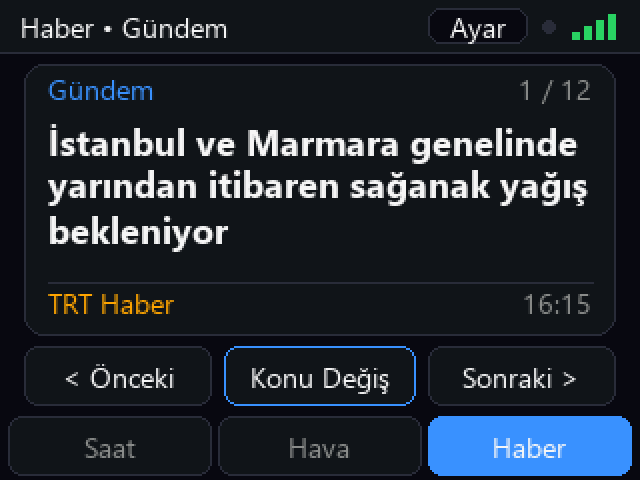 Haber • Gündem
Ayar
Gündem
1 / 12
İstanbul ve Marmara genelinde
yarından itibaren sağanak yağış
bekleniyor
TRT Haber
16:15
< Önceki
Konu Değiş
Sonraki >
Saat
Hava
Haber